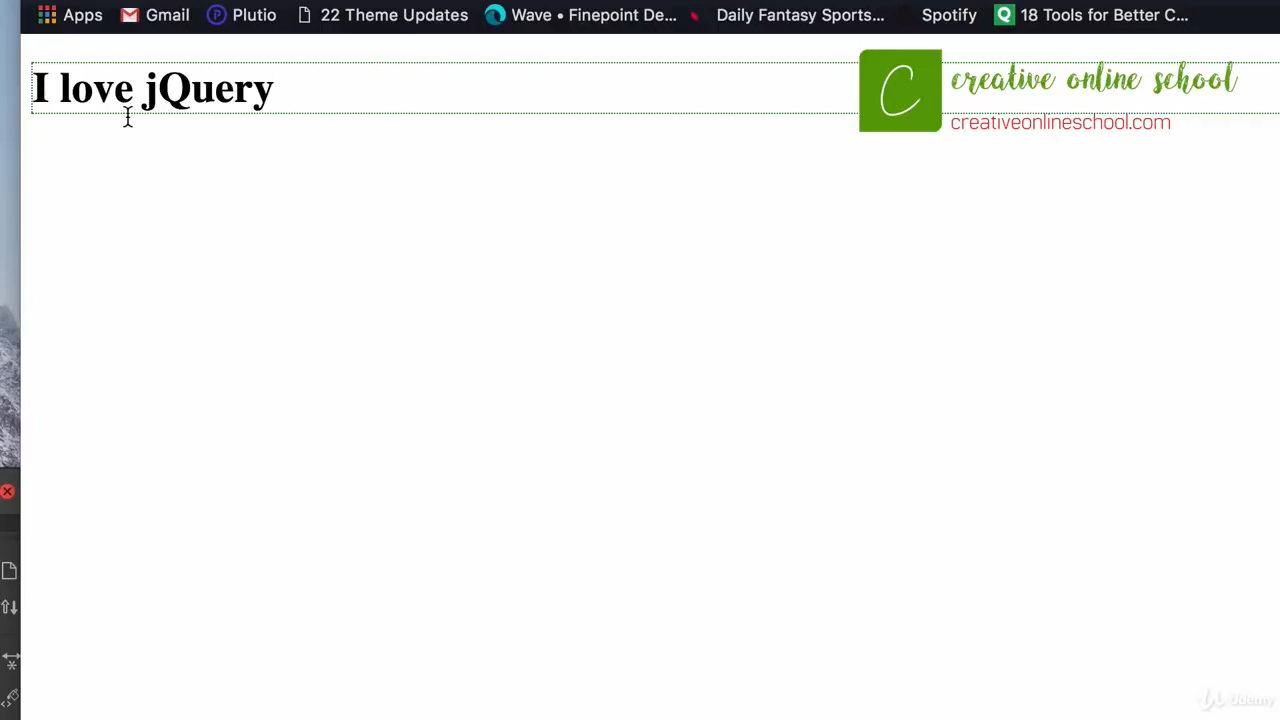 Apps Gmail Plutio 22 Theme Updates Wave • Finepoint De... Daily Fantasy Sports... Spotify 18 Tools for Better C...
I love jQuery
C creative online school
creativeonlineschool.com
Udemy